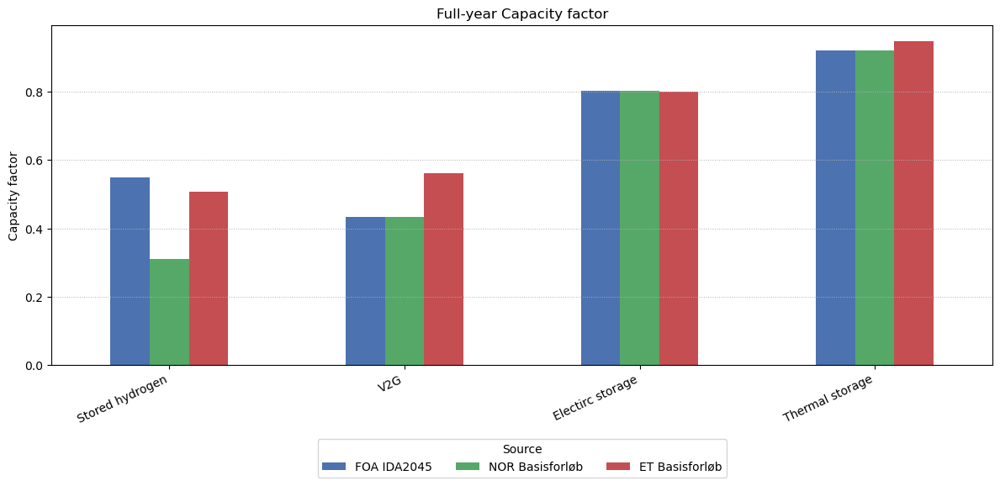 Full-year Capacity factor
Capacity factor
0.8
0.6
0.4
0.2
0.0
Stored hydrogen
V2G
Electirc storage
Thermal storage
Source
FOA IDA2045
NOR Basisforløb
ET Basisforløb